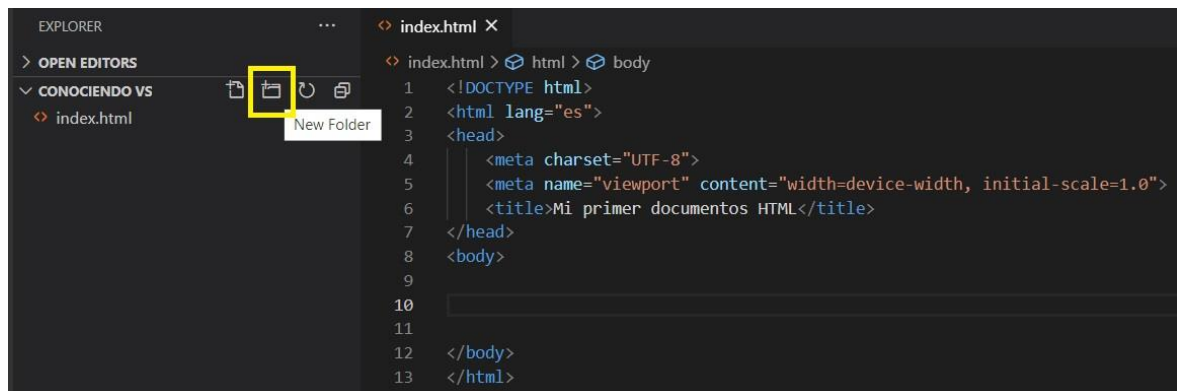 EXPLORER ...
OPEN EDITORS
CONOCIENDO VS
index.html
New Folder
index.html
index.html > html > body
1 <!DOCTYPE html>
2 <html lang="es">
3 <head>
4 <meta charset="UTF-8">
5 <meta name="viewport" content="width=device-width, initial-scale=1.0">
6 <title>Mi primer documentos HTML</title>
7 </head>
8 <body>
9
10
11
12 </body>
13 </html>